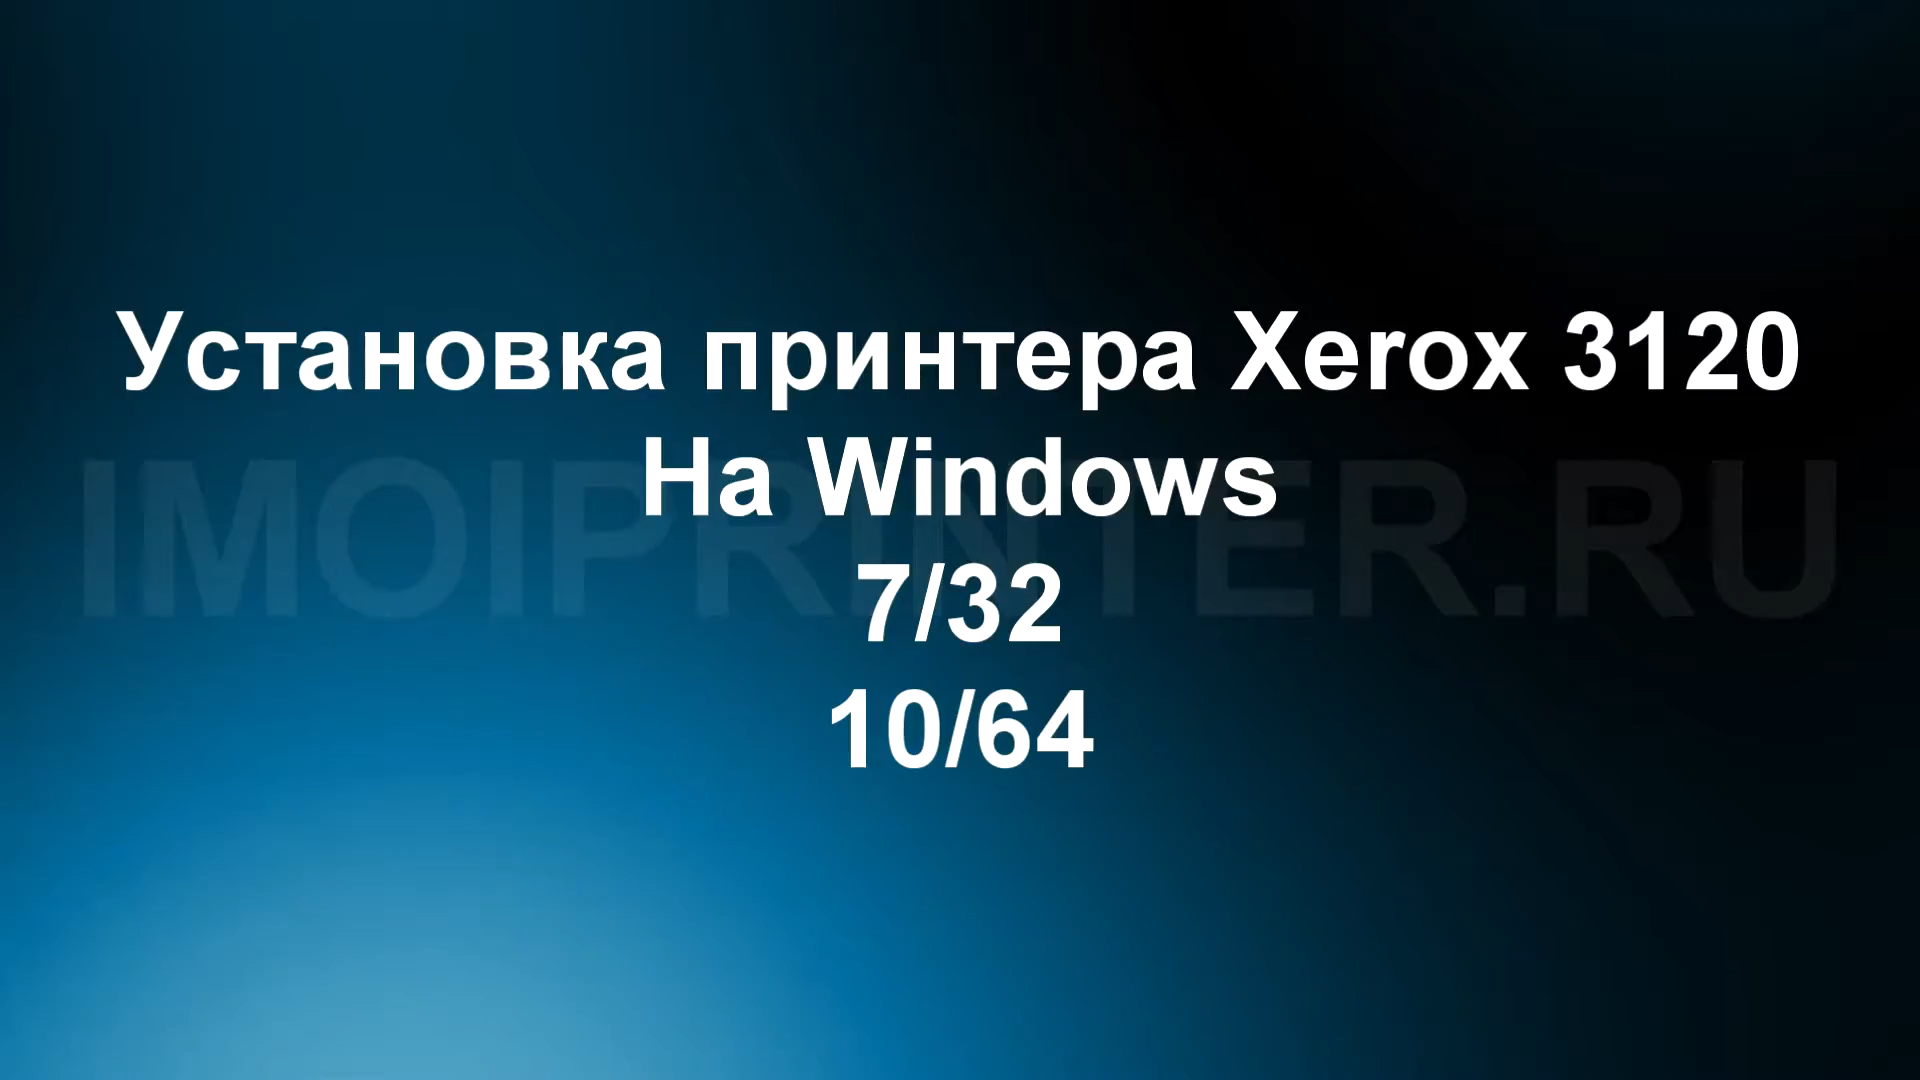 Установка принтера Xerox 3120
На Windows
IMOIPRINTER.RU
7/32
10/64